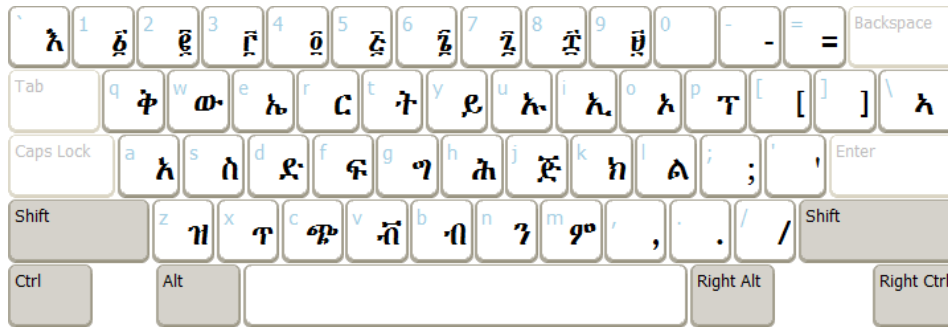 ` እ 1 ፩ 2 ፪ 3 ፫ 4 ፬ 5 ፭ 6 ፮ 7 ፯ 8 ፰ 9 ፱ 0 - - = = Backspace
Tab q ቅ w ው e ኤ r ር t ት y ይ u ኡ i ኢ o ኦ p ፕ [ [ ] ] \ ኣ
Caps Lock a አ s ስ d ድ f ፍ g ግ h ሕ j ጅ k ክ l ል ; ; ' ' Enter
Shift z ዝ x ጥ c ጭ v ቭ b ብ n ን m ም , , . . / / Shift
Ctrl Alt Right Alt Right Ctrl